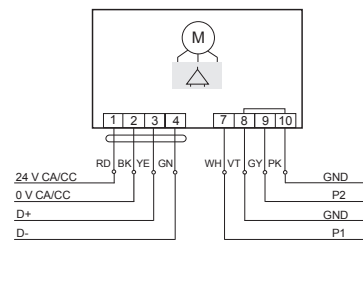 M
1 2 3 4 7 8 9 10
RD BK YE GN WH VT GY PK
24 V CA/CC GND
0 V CA/CC P2
D+ GND
D- P1